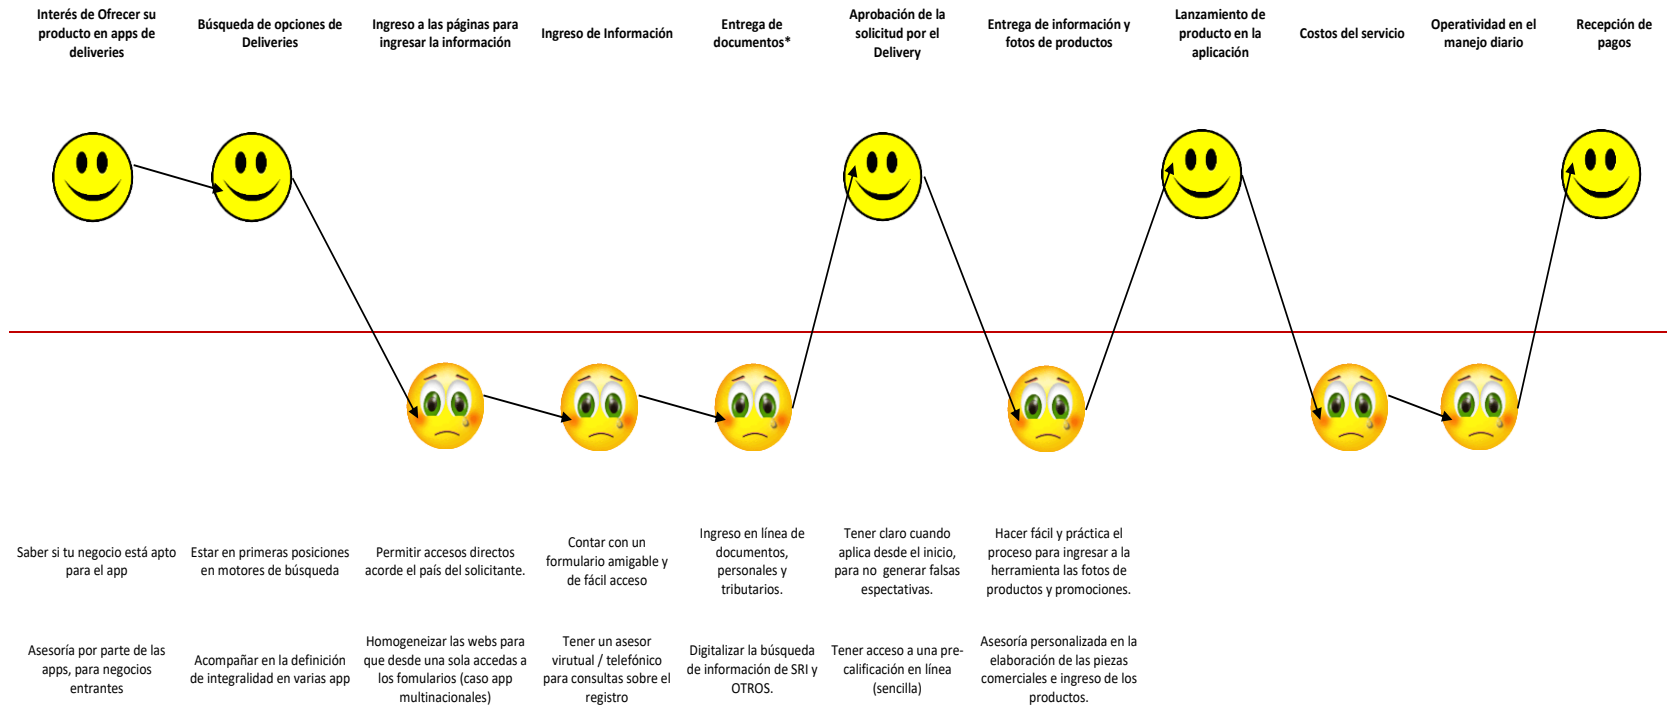 Interés de Ofrecer su
producto en apps de
deliveries
Búsqueda de opciones de
Deliveries
Ingreso a las páginas para
ingresar la información
Ingreso de Información
Entrega de
documentos*
Aprobación de la
solicitud por el
Delivery
Entrega de información y
fotos de productos
Lanzamiento de
producto en la
aplicación
Costos del servicio
Operatividad en el
manejo diario
Recepción de
pagos
Saber si tu negocio está apto
para el app
Estar en primeras posiciones
en motores de búsqueda
Permitir accesos directos
acorde el país del solicitante.
Contar con un
formulario amigable y
de fácil acceso
Ingreso en línea de
documentos,
personales y
tributarios.
Tener claro cuando
aplica desde el inicio,
para no generar falsas
espectativas.
Hacer fácil y práctica el
proceso para ingresar a la
herramienta las fotos de
productos y promociones.
Asesoría por parte de las
apps, para negocios
entrantes
Acompañar en la definición
de integralidad en varias app
Homogeneizar las webs para
que desde una sola accedas a
los fomularios (caso app
multinacionales)
Tener un asesor
virutual / telefónico
para consultas sobre el
registro
Digitalizar la búsqueda
de información de SRI y
OTROS.
Tener acceso a una pre-
calificación en línea
(sencilla)
Asesoría personalizada en la
elaboración de las piezas
comerciales e ingreso de los
productos.